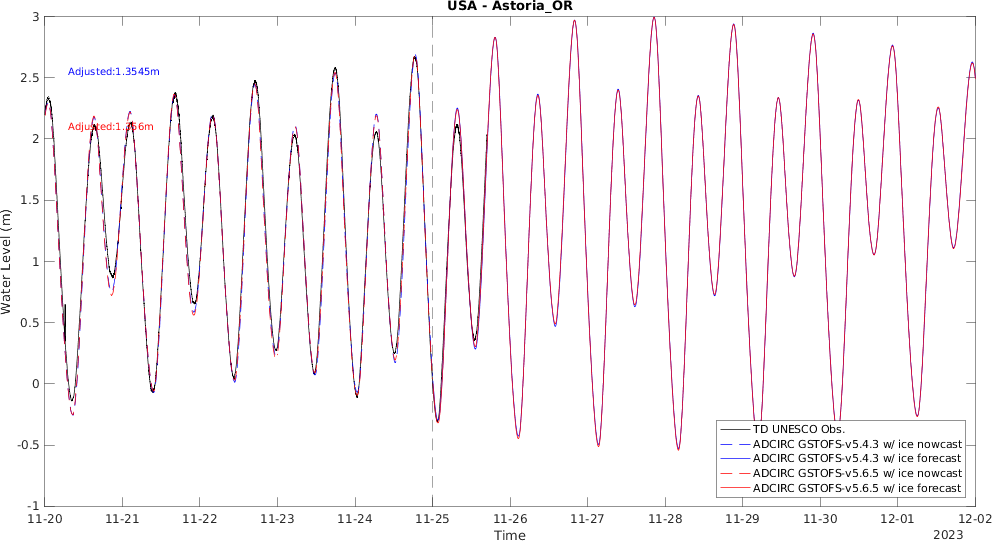 USA - Astoria_OR
Adjusted:1.3545m
Water Level (m)
3
2.5
2
1.5
1
0.5
0
-0.5
-1
TD UNESCO Obs.
ADCIRC GSTOFS-v5.4.3 w/ ice nowcast
ADCIRC GSTOFS-v5.4.3 w/ ice forecast
ADCIRC GSTOFS-v5.6.5 w/ ice nowcast
ADCIRC GSTOFS-v5.6.5 w/ ice forecast
11-20 11-21 11-22 11-23 11-24 11-25 11-26 11-27 11-28 11-29 11-30 12-01 12-02
Time
2023